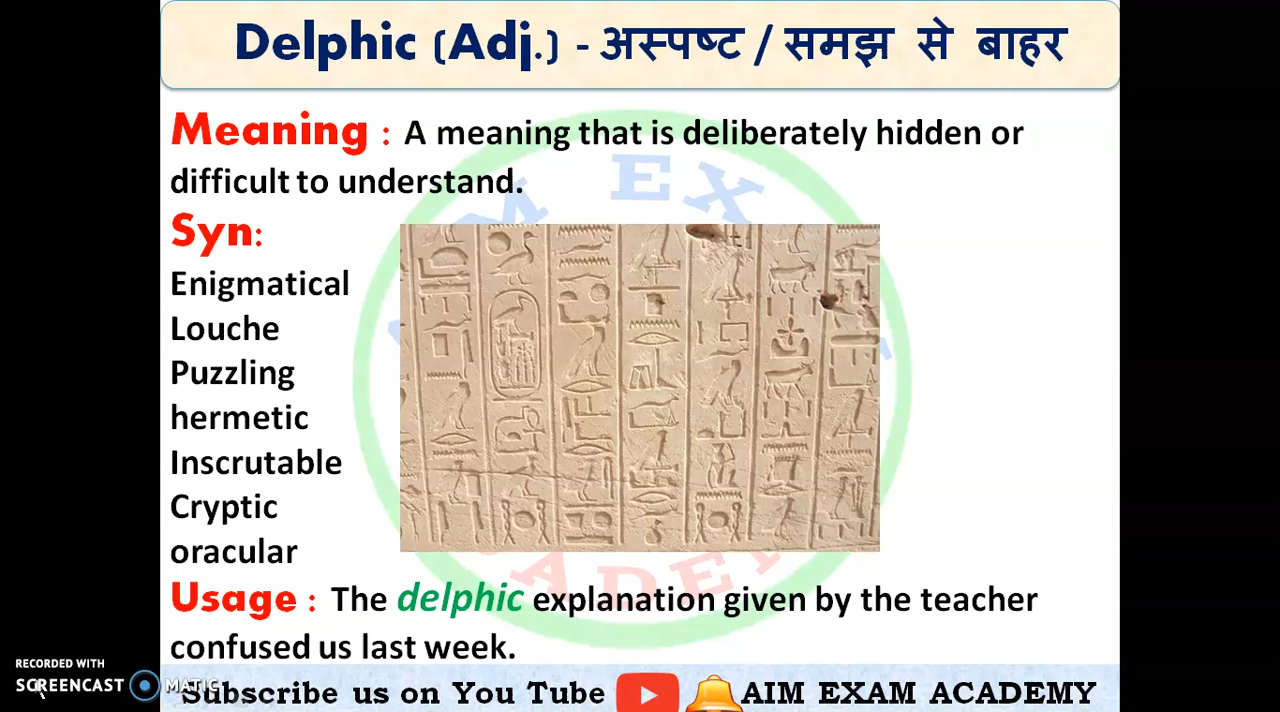 Delphic (Adj.) - अस्पष्ट / समझ से बाहर
Meaning : A meaning that is deliberately hidden or
difficult to understand.
Syn:
Enigmatical
Louche
Puzzling
hermetic
Inscrutable
Cryptic
oracular
Usage : The delphic explanation given by the teacher
confused us last week.
RECORDED WITH
SCREENCAST MATIC
Subscribe us on You Tube AIM EXAM ACADEMY